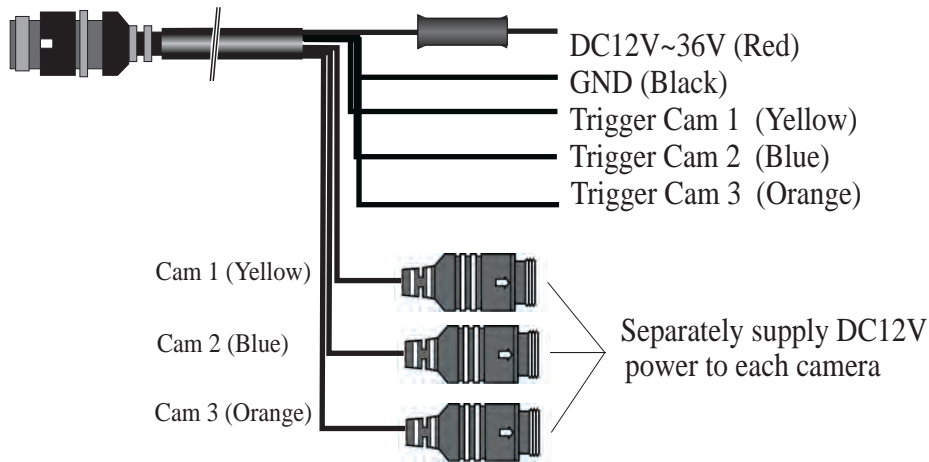 DC12V~36V (Red)
GND (Black)
Trigger Cam 1 (Yellow)
Trigger Cam 2 (Blue)
Trigger Cam 3 (Orange)
Cam 1 (Yellow)
Cam 2 (Blue)
Cam 3 (Orange)
Separately supply DC12V
power to each camera